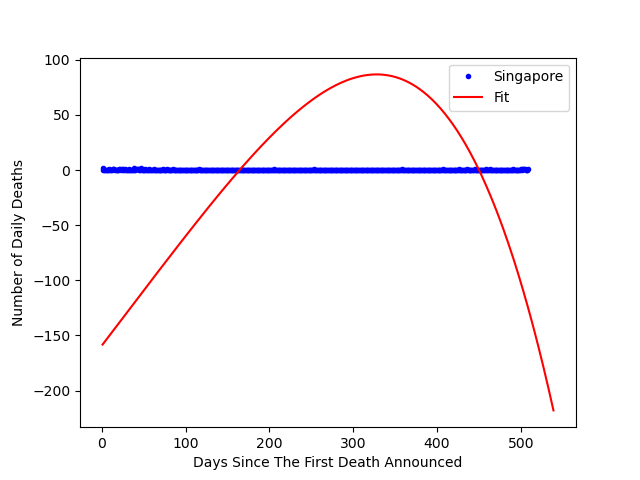 Singapore
Fit
100
50
0
−50
−100
−150
−200
Number of Daily Deaths
0 100 200 300 400 500
Days Since The First Death Announced